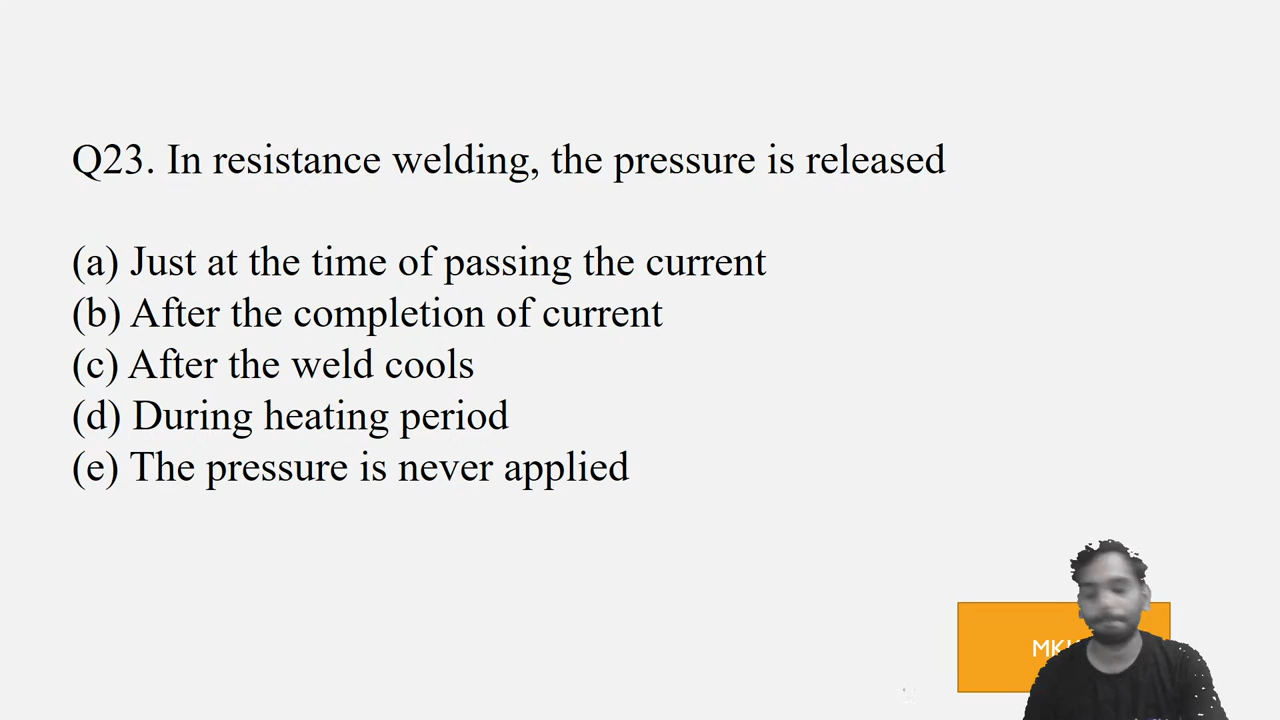 Q23. In resistance welding, the pressure is released
(a) Just at the time of passing the current
(b) After the completion of current
(c) After the weld cools
(d) During heating period
(e) The pressure is never applied